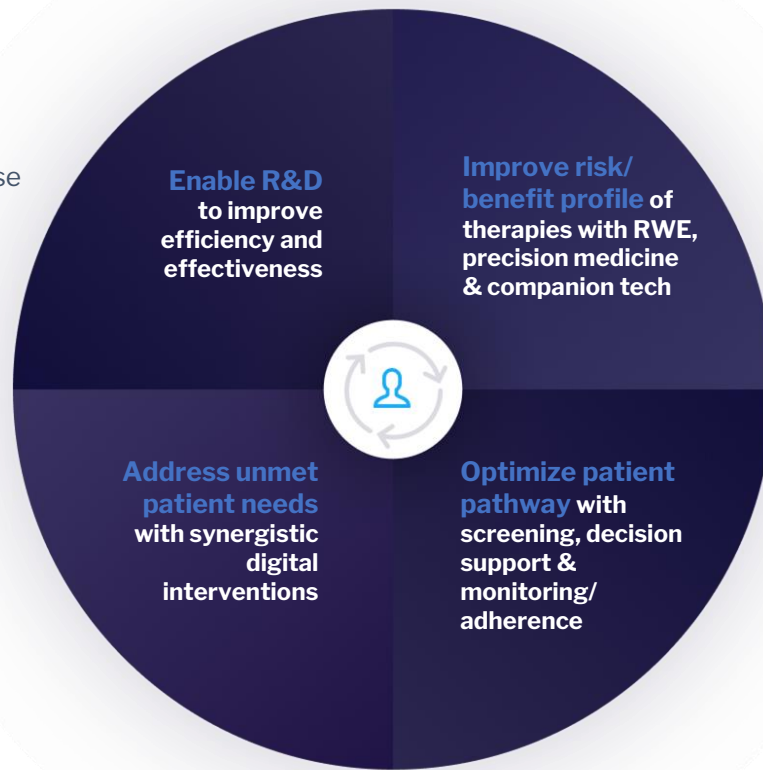 Enable R&D
to improve
efficiency and
effectiveness
Improve risk/
benefit profile of
therapies with RWE,
precision medicine
& companion tech
Address unmet
patient needs
with synergistic
digital
interventions
Optimize patient
pathway with
screening, decision
support &
monitoring/
adherence